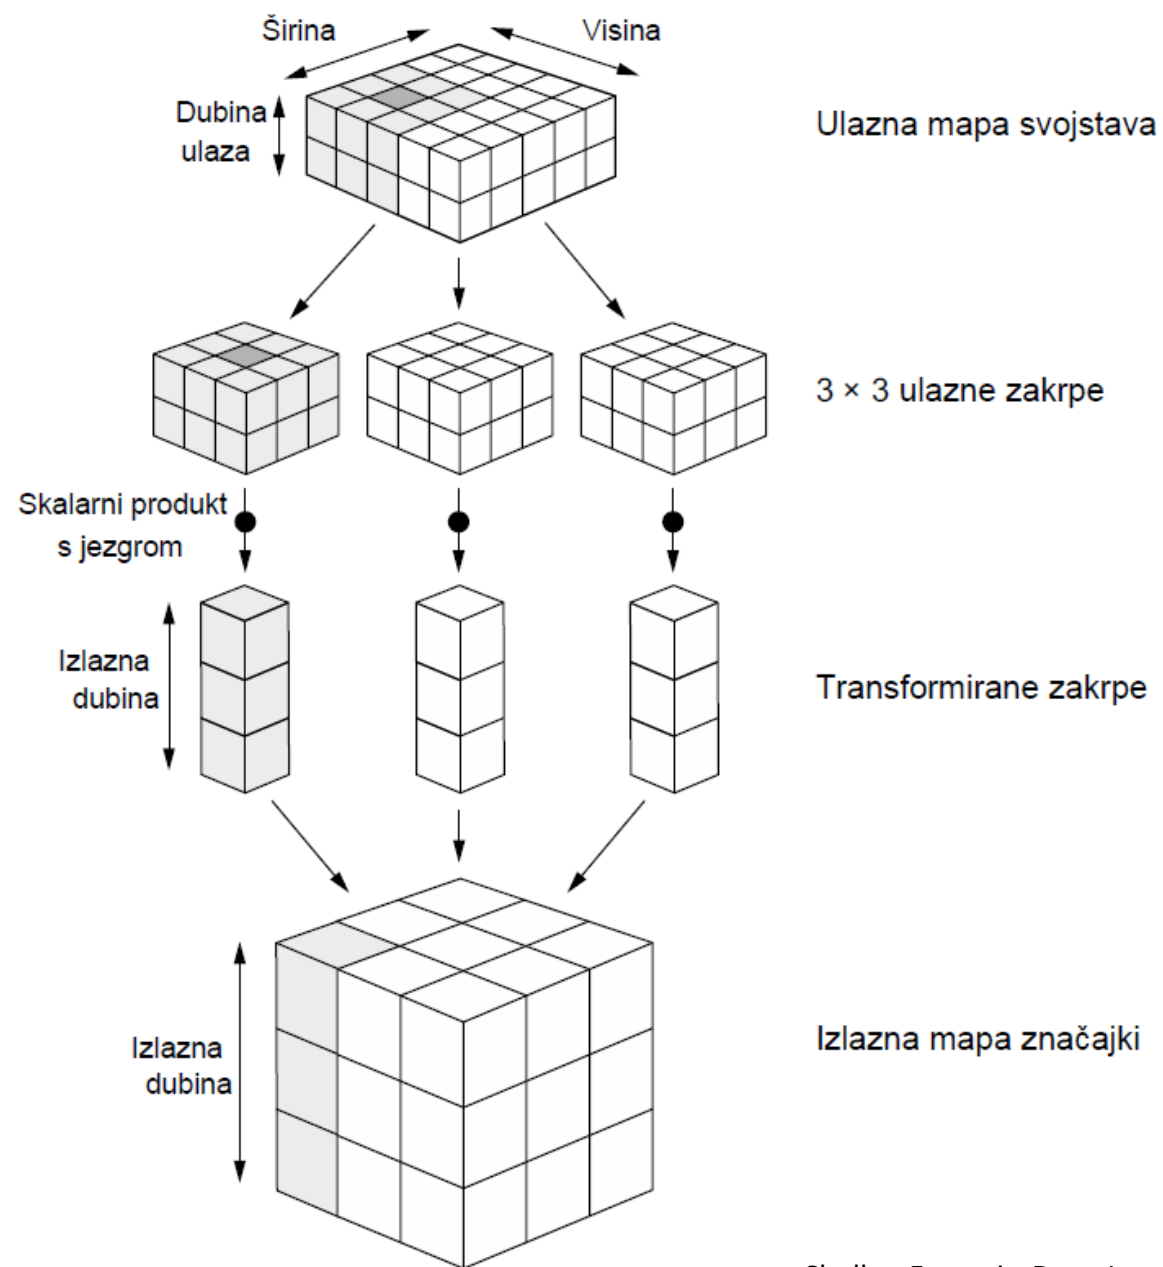 Širina
Visina
Dubina
ulaza
Ulazna mapa svojstava
3 × 3 ulazne zakrpe
Skalarni produkt
s jezgrom
Izlazna
dubina
Transformirane zakrpe
Izlazna
dubina
Izlazna mapa značajki